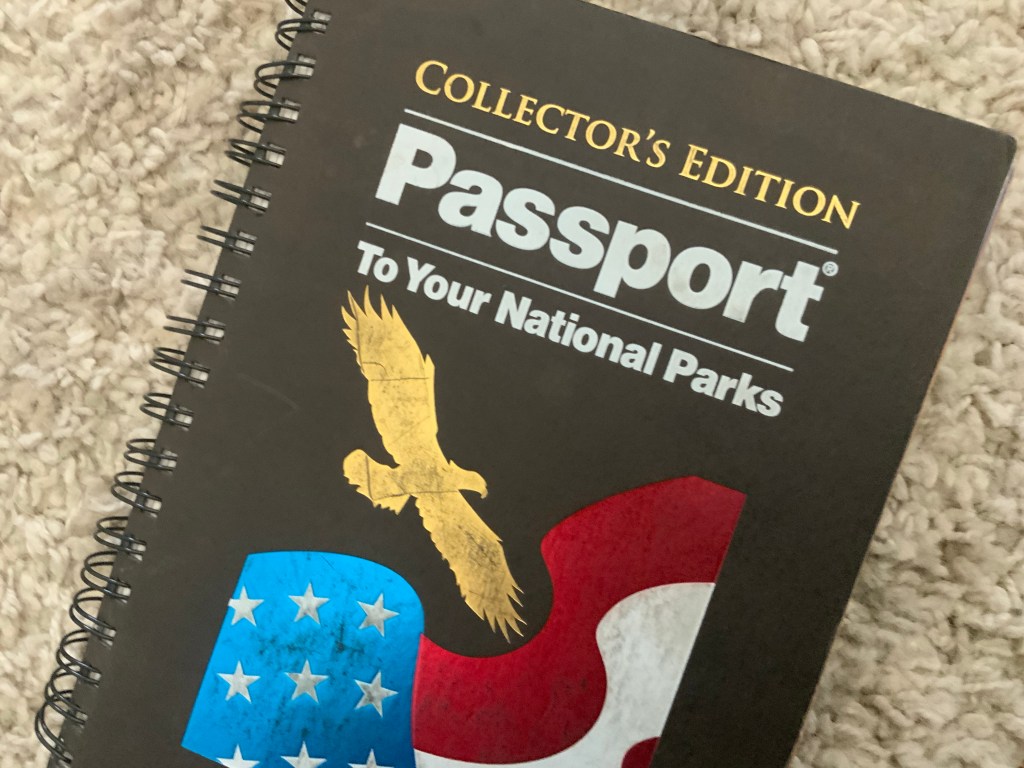 COLLECTOR'S EDITION
Passport®
To Your National Parks